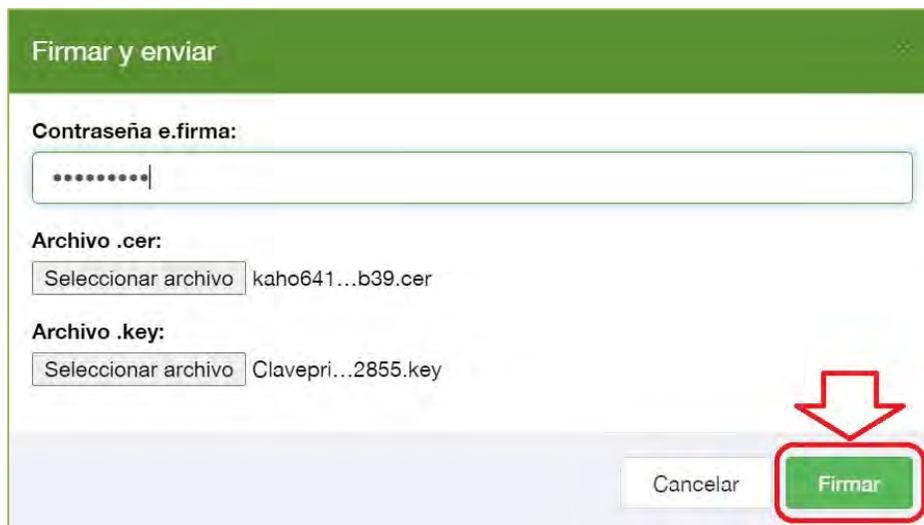 Firmar y enviar
Contraseña e.firma:
•••••••••
Archivo .cer:
Seleccionar archivo kaho641...b39.cer
Archivo .key:
Seleccionar archivo Clavepri...2855.key
Cancelar Firmar